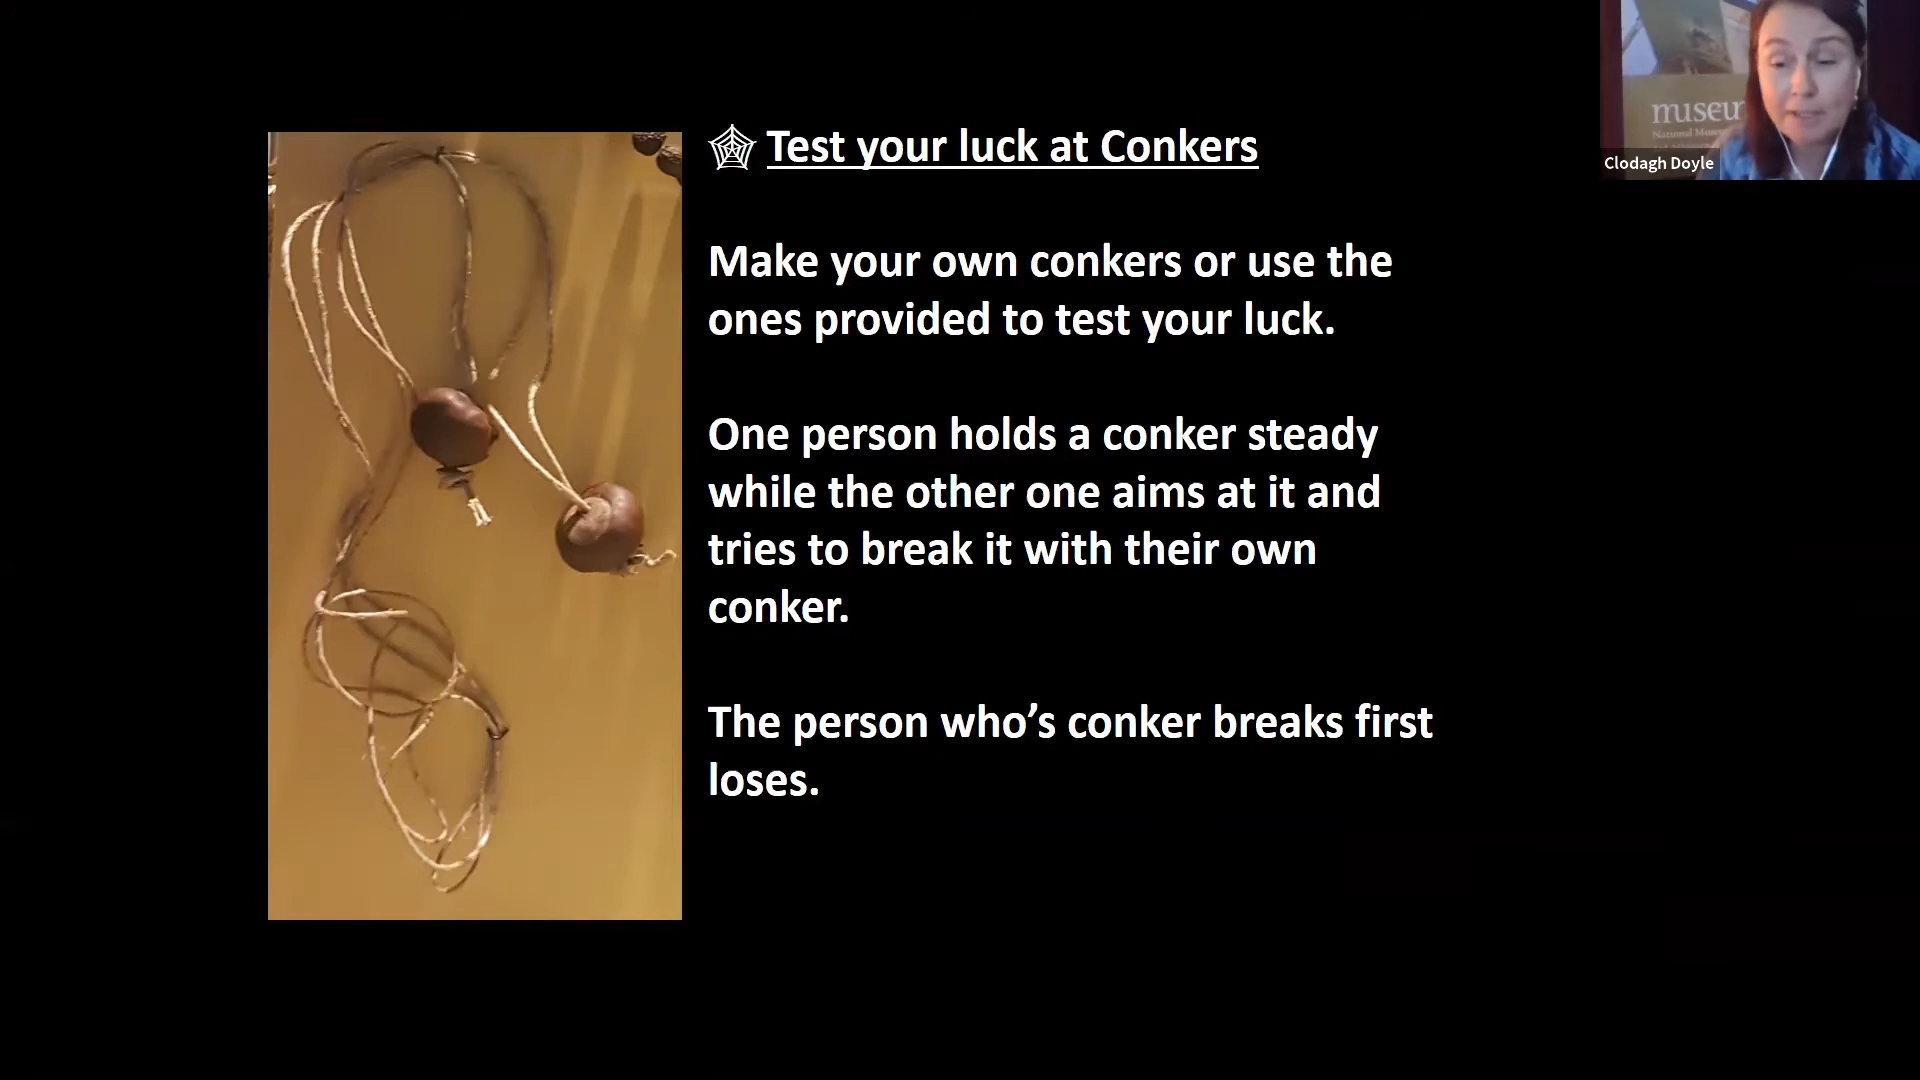 Test your luck at Conkers
Make your own conkers or use the
ones provided to test your luck.
One person holds a conker steady
while the other one aims at it and
tries to break it with their own
conker.
The person who’s conker breaks first
loses.
museu
National Museu
Clodagh Doyle